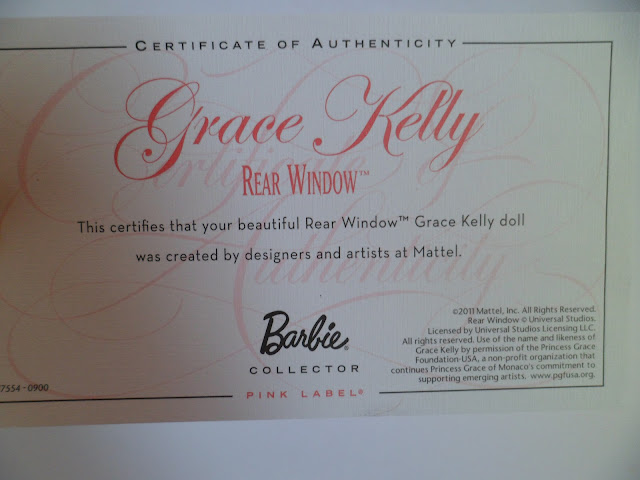 CERTIFICATE OF AUTHENTICITY
Grace Kelly
REAR WINDOW™
Certificate of
Authenticity
This certifies that your beautiful Rear Window™ Grace Kelly doll
was created by designers and artists at Mattel.
Barbie®
COLLECTOR
PINK LABEL®
©2011 Mattel, Inc. All Rights Reserved.
Rear Window © Universal Studios.
Licensed by Universal Studios Licensing LLC.
All rights reserved. Use of the name and likeness of
Grace Kelly by permission of the Princess Grace
Foundation-USA, a non-profit organization that
continues Princess Grace of Monaco's commitment to
supporting emerging artists. www.pgfusa.org.
7554-0900